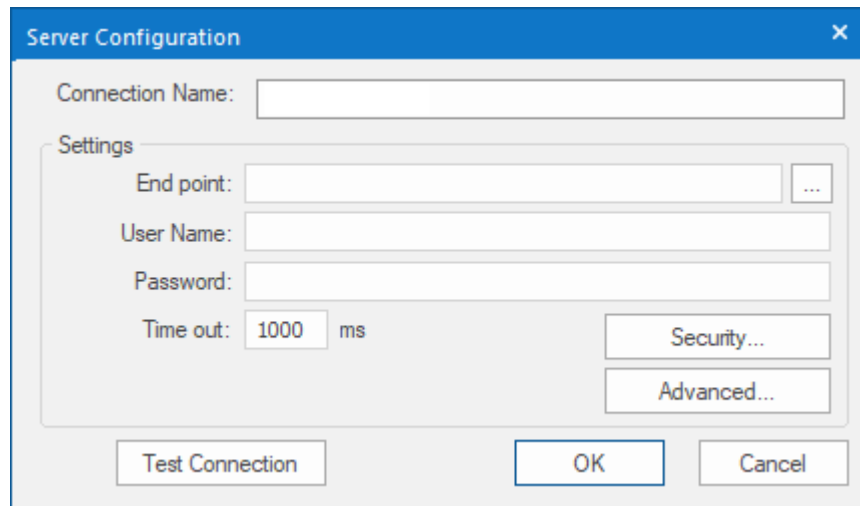 Server Configuration
Connection Name:
Settings
End point:
...
User Name:
Password:
Time out: 1000 ms
Security...
Advanced...
Test Connection OK Cancel